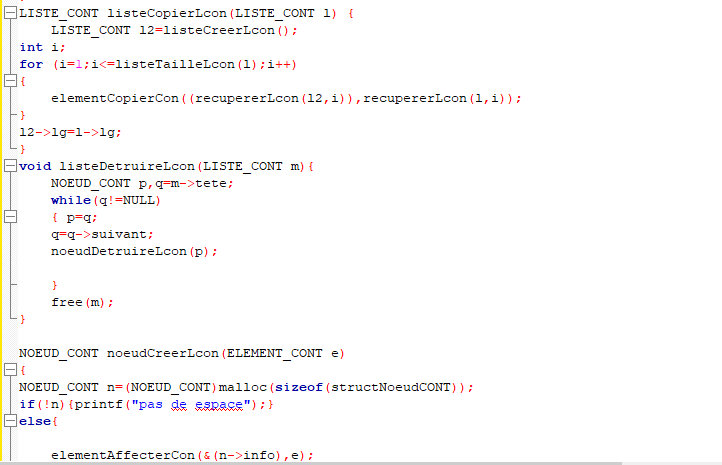 LISTE_CONT listeCopierLcon(LISTE_CONT l) {
    LISTE_CONT l2=listeCreerLcon();
int i;
for (i=1;i<=listeTailleLcon(l);i++)
{
    elementCopierCon((recupererLcon(l2,i)),recupererLcon(l,i));
}
l2->lg=l->lg;
}
void listeDetruireLcon(LISTE_CONT m){
    NOEUD_CONT p,q=m->tete;
    while(q!=NULL)
    { p=q;
    q=q->suivant;
    noeudDetruireLcon(p);
    }
    free(m);
}
NOEUD_CONT noeudCreerLcon(ELEMENT_CONT e)
{
NOEUD_CONT n=(NOEUD_CONT)malloc(sizeof(structNoeudCONT));
if(!n){printf("pas de espace");}
else{
    elementAffecterCon(&(n->info),e);